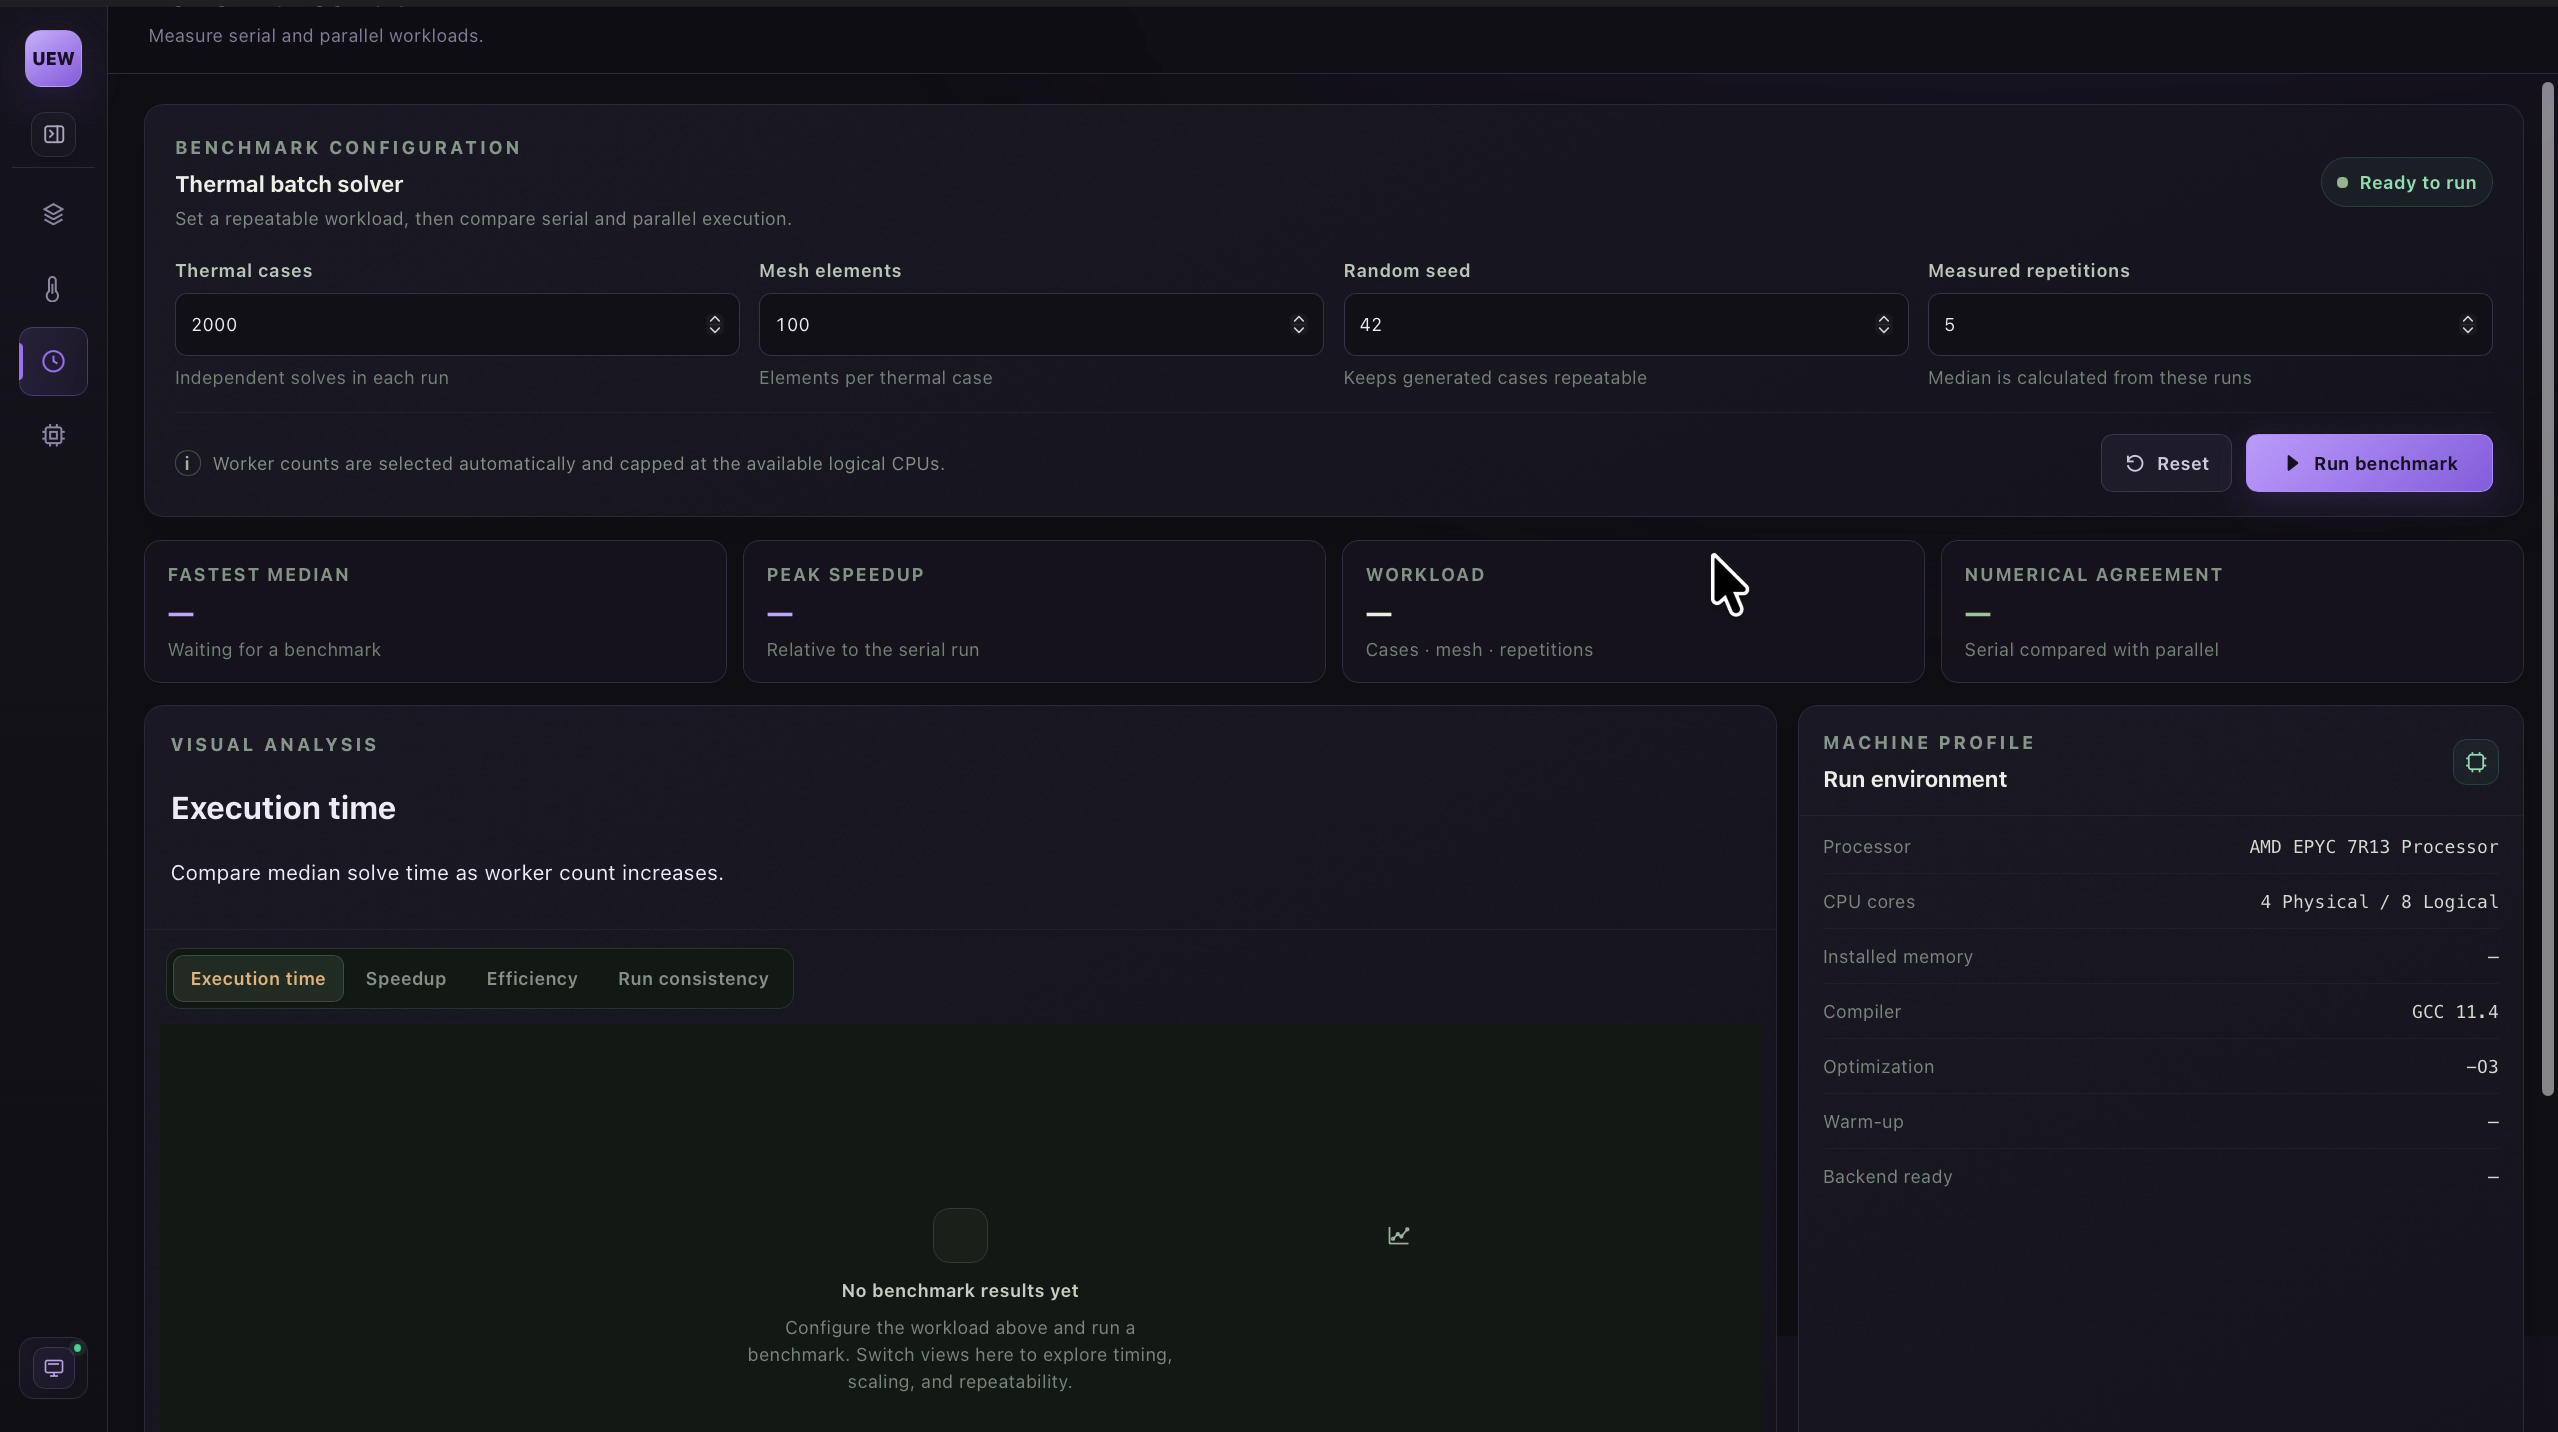 Measure serial and parallel workloads.
UEW
BENCHMARK CONFIGURATION
Thermal batch solver
Set a repeatable workload, then compare serial and parallel execution.
Ready to run
Thermal cases
2000
Independent solves in each run
Mesh elements
100
Elements per thermal case
Random seed
42
Keeps generated cases repeatable
Measured repetitions
5
Median is calculated from these runs
Worker counts are selected automatically and capped at the available logical CPUs.
Reset
Run benchmark
FASTEST MEDIAN
—
Waiting for a benchmark
PEAK SPEEDUP
—
Relative to the serial run
WORKLOAD
—
Cases · mesh · repetitions
NUMERICAL AGREEMENT
—
Serial compared with parallel
VISUAL ANALYSIS
Execution time
Compare median solve time as worker count increases.
Execution time Speedup Efficiency Run consistency
No benchmark results yet
Configure the workload above and run a
benchmark. Switch views here to explore timing,
scaling, and repeatability.
MACHINE PROFILE
Run environment
Processor AMD EPYC 7R13 Processor
CPU cores 4 Physical / 8 Logical
Installed memory —
Compiler GCC 11.4
Optimization -O3
Warm-up —
Backend ready —